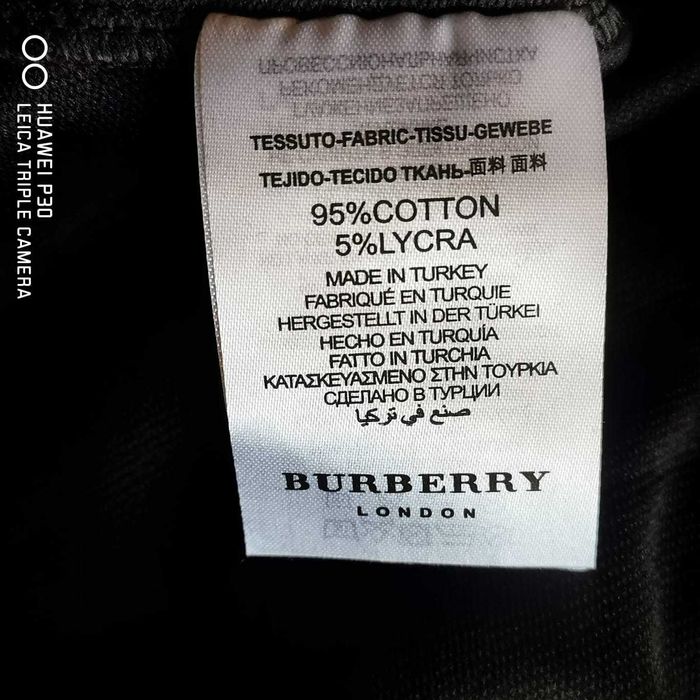 HUAWEI P30
LEICA TRIPLE CAMERA
TESSUTO-FABRIC-TISSU-GEWEBE
TEJIDO-TECIDO ТКАНЬ-面料 面料
95%COTTON
5%LYCRA
MADE IN TURKEY
FABRIQUÉ EN TURQUIE
HERGESTELLT IN DER TÜRKEI
HECHO EN TURQUÍA
FATTO IN TURCHIA
ΚΑΤΑΣΚΕΥΑΣΜΕΝΟ ΣΤΗΝ ΤΟΥΡΚΙΑ
СДЕЛАНО В ТУРЦИИ
صنع في تركيا
BURBERRY
LONDON